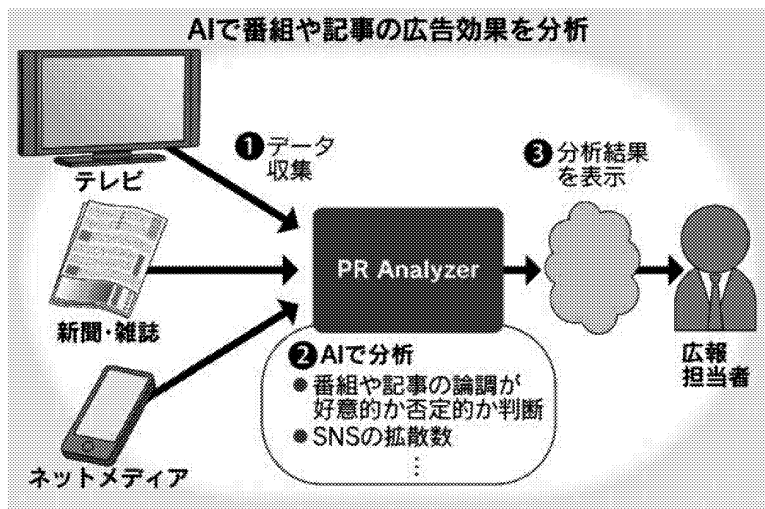 AIで番組や記事の広告効果を分析
テレビ
❶データ
収集
❸分析結果
を表示
PR Analyzer
新聞・雑誌
❷AIで分析
●番組や記事の論調が
好意的か否定的か判断
●SNSの拡散数
⋮
広報
担当者
ネットメディア